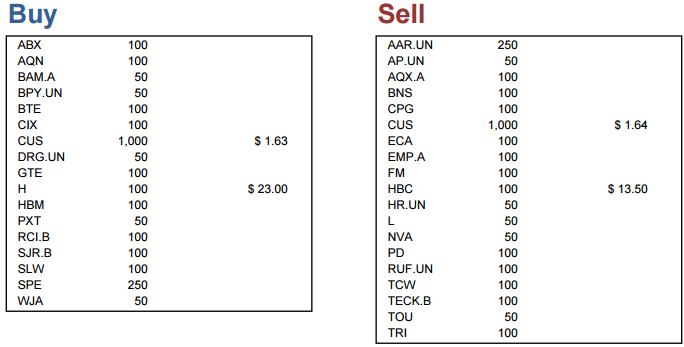 Buy
ABX 100
AQN 100
BAM.A 50
BPY.UN 50
BTE 100
CIX 100
CUS 1,000 $ 1.63
DRG.UN 50
GTE 100
H 100 $ 23.00
HBM 100
PXT 50
RCI.B 100
SJR.B 100
SLW 100
SPE 250
WJA 50
Sell
AAR.UN 250
AP.UN 50
AQX.A 100
BNS 100
CPG 100
CUS 1,000 $ 1.64
ECA 100
EMP.A 100
FM 100
HBC 100 $ 13.50
HR.UN 50
L 50
NVA 50
PD 100
RUF.UN 100
TCW 100
TECK.B 100
TOU 50
TRI 100